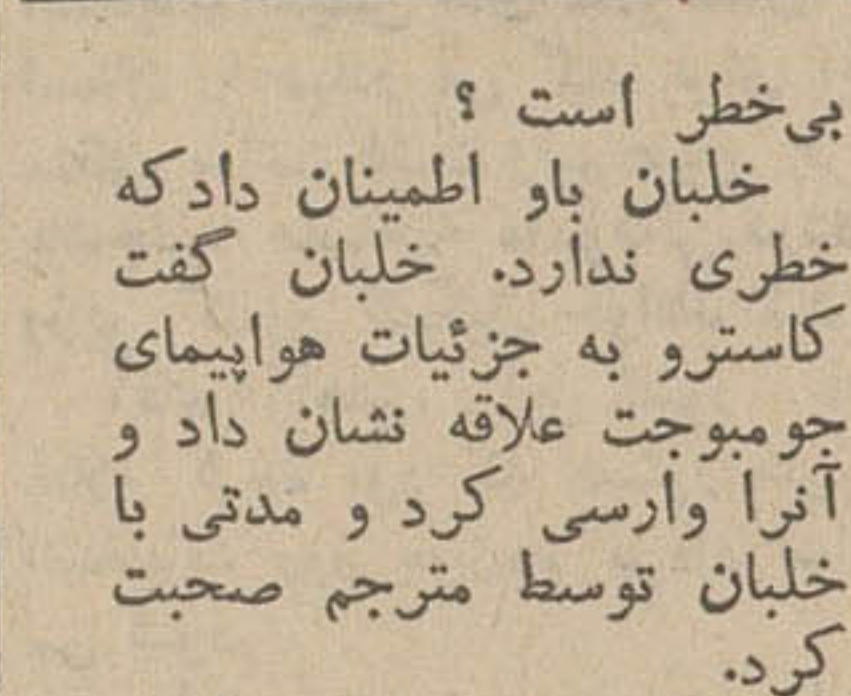 بی‌خطر است ؟
خلبان باو اطمینان داد که
خطری ندارد. خلبان گفت
کاسترو به جزئیات هواپیمای
جومبوجت علاقه نشان داد و
آنرا وارسی کرد و مدتی با
خلبان توسط مترجم صحبت
کرد.